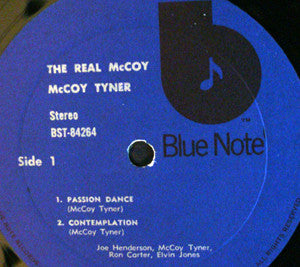 THE REAL McCOY
McCOY TYNER
Stereo
BST-84264
Side 1
TM
Blue Note
1. PASSION DANCE
(McCoy Tyner)
2. CONTEMPLATION
(McCoy Tyner)
Joe Henderson, McCoy Tyner,
Ron Carter, Elvin Jones